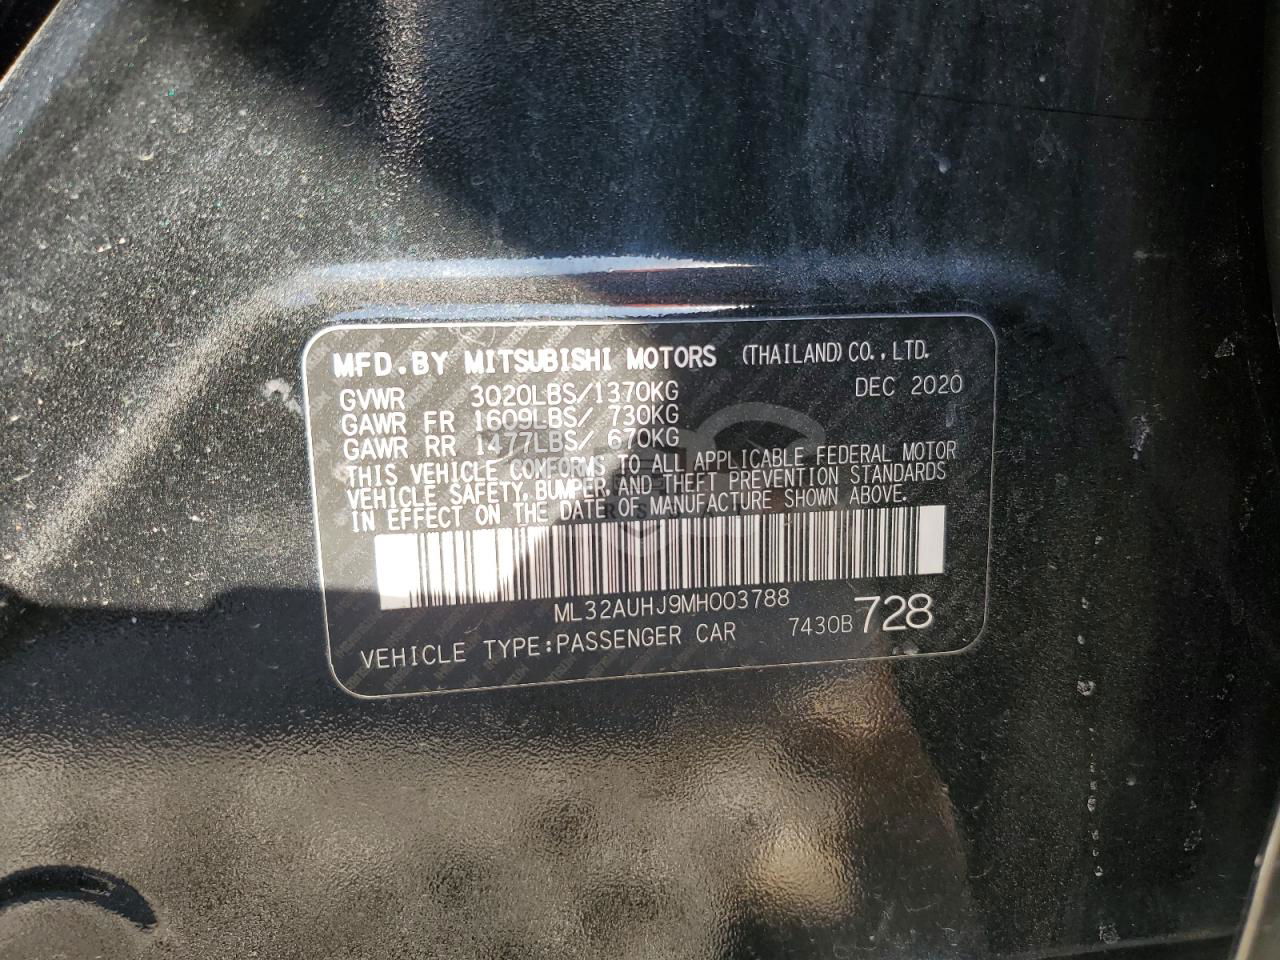 MFD. BY MITSUBISHI MOTORS (THAILAND) CO., LTD.
GVWR 3020LBS/1370KG DEC 2020
GAWR FR 1609LBS/ 730KG
GAWR RR 1477LBS/ 670KG
THIS VEHICLE CONFORMS TO ALL APPLICABLE FEDERAL MOTOR
VEHICLE SAFETY, BUMPER, AND THEFT PREVENTION STANDARDS
IN EFFECT ON THE DATE OF MANUFACTURE SHOWN ABOVE.
ML32AUHJ9MH003788
VEHICLE TYPE:PASSENGER CAR 7430B 728